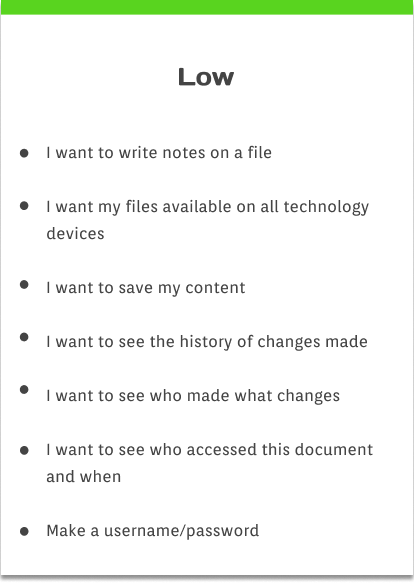 Low
• I want to write notes on a file
• I want my files available on all technology
devices
• I want to save my content
• I want to see the history of changes made
• I want to see who made what changes
• I want to see who accessed this document
and when
• Make a username/password